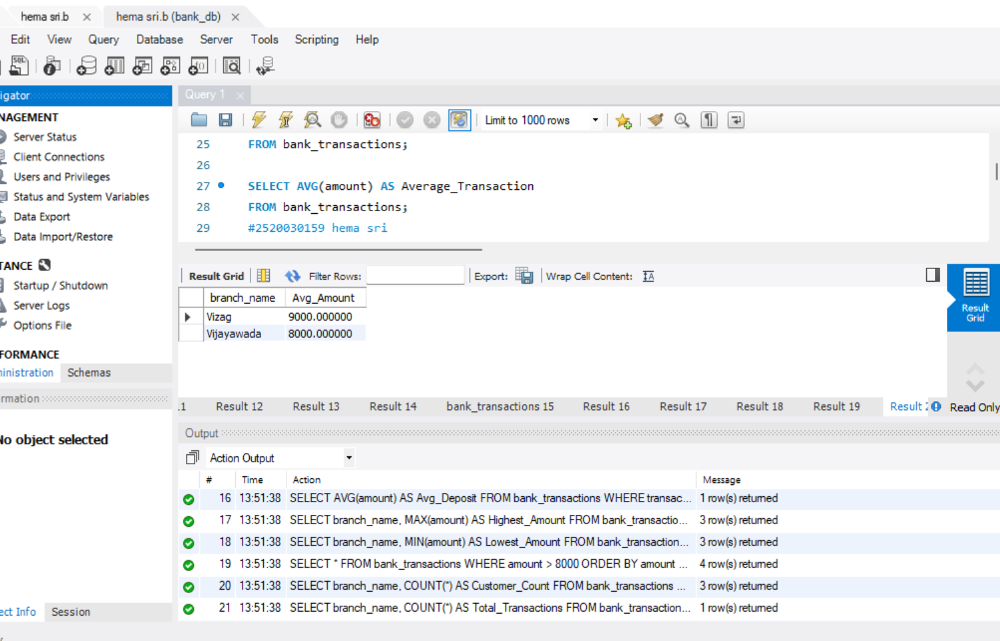 hema sri.b
hema sri.b (bank_db)
Edit View Query Database Server Tools Scripting Help
SQL
igator
Query 1
NAGEMENT
Server Status
Client Connections
Users and Privileges
Status and System Variables
Data Export
Data Import/Restore
TANCE
Startup / Shutdown
Server Logs
Options File
FORMANCE
ninistration Schemas
rmation
No object selected
ect Info Session
Limit to 1000 rows
25 FROM bank_transactions;
26
27 SELECT AVG(amount) AS Average_Transaction
28 FROM bank_transactions;
29 #2520030159 hema sri
Result Grid Filter Rows: Export: Wrap Cell Content:
branch_name Avg_Amount
Vizag 9000.000000
Vijayawada 8000.000000
Result
Grid
.1 Result 12 Result 13 Result 14 bank_transactions 15 Result 16 Result 17 Result 18 Result 19 Result 2 Read Only
Output
Action Output
# Time Action Message
16 13:51:38 SELECT AVG(amount) AS Avg_Deposit FROM bank_transactions WHERE transac... 1 row(s) returned
17 13:51:38 SELECT branch_name, MAX(amount) AS Highest_Amount FROM bank_transactio... 3 row(s) returned
18 13:51:38 SELECT branch_name, MIN(amount) AS Lowest_Amount FROM bank_transaction... 3 row(s) returned
19 13:51:38 SELECT * FROM bank_transactions WHERE amount > 8000 ORDER BY amount ... 4 row(s) returned
20 13:51:38 SELECT branch_name, COUNT(*) AS Customer_Count FROM bank_transactions ... 3 row(s) returned
21 13:51:38 SELECT branch_name, COUNT(*) AS Total_Transactions FROM bank_transaction... 1 row(s) returned